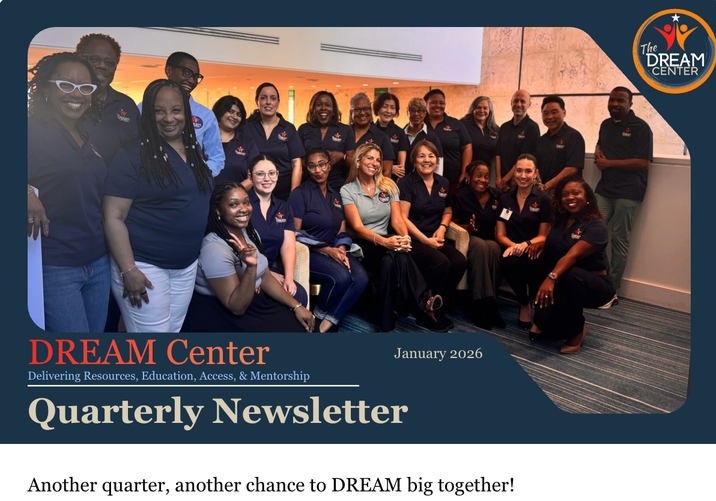 The
DREAM
CENTER
DREAM Center
January 2026
Delivering Resources, Education, Access, & Mentorship
Quarterly Newsletter
Another quarter, another chance to DREAM big together!